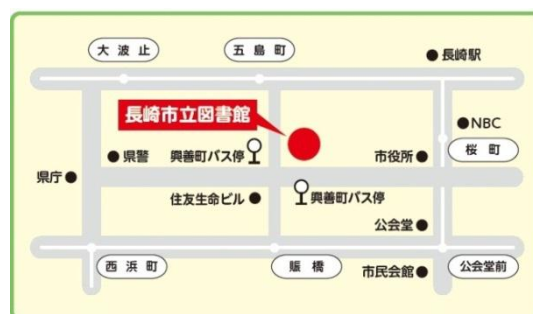 大波止
五島町
長崎駅
長崎市立図書館
NBC
県警
興善町バス停
市役所
桜町
県庁
住友生命ビル
興善町バス停
公会堂
西浜町
賑橋
市民会館
公会堂前